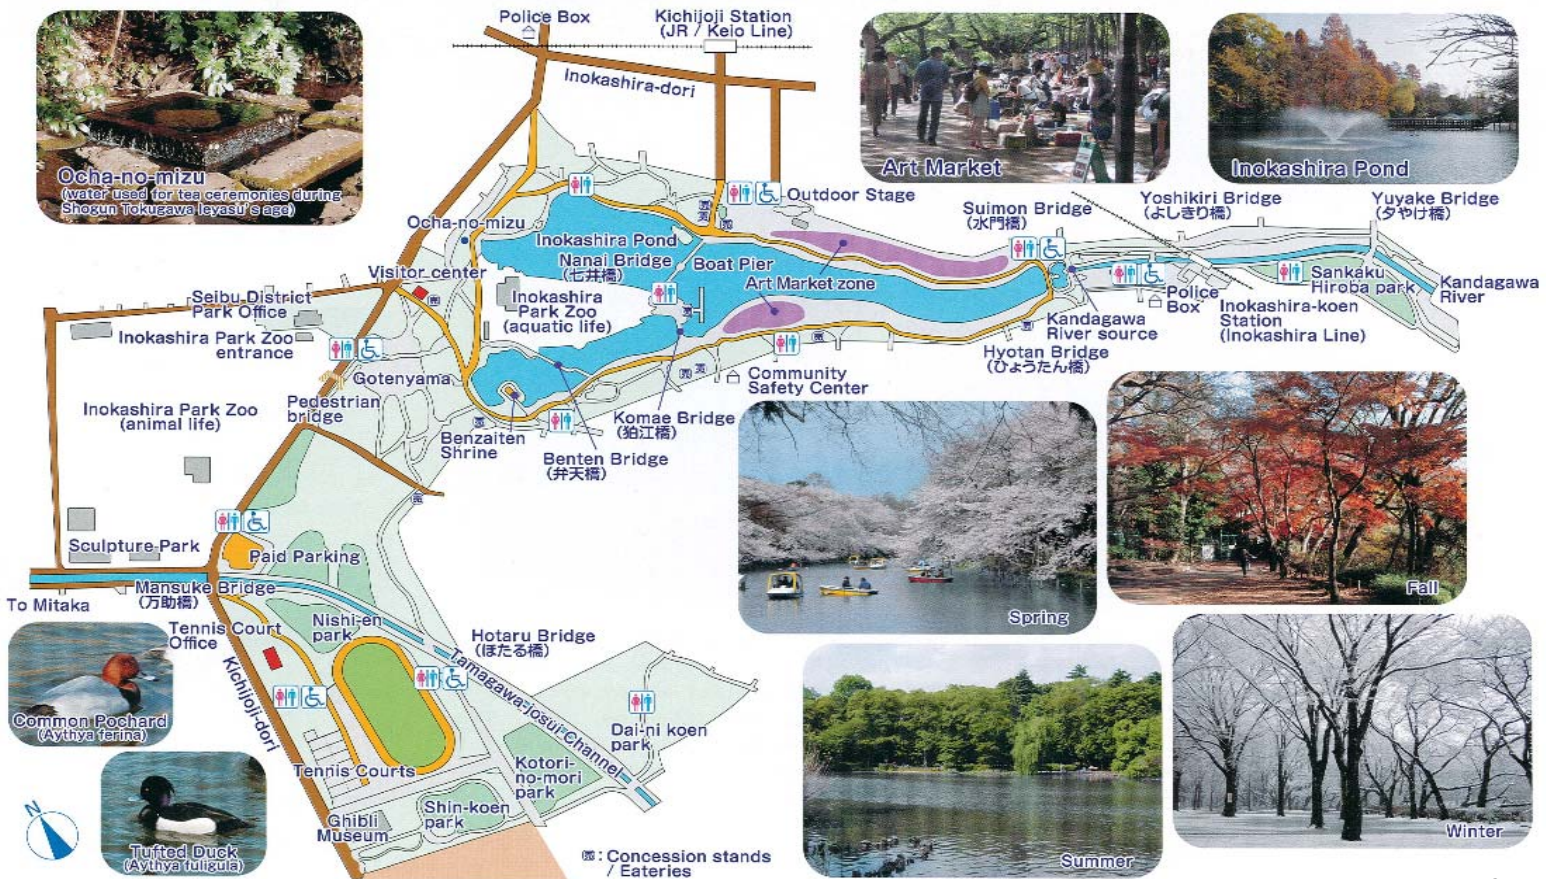 Police Box
Kichijoji Station
(JR / Keio Line)
Inokashira-dori
Ocha-no-mizu
(water used for tea ceremonies during
Shogun Tokugawa Ieyasu's age)
Art Market
Inokashira Pond
Ocha-no-mizu
Outdoor Stage
Suimon Bridge
(水門橋)
Yoshikiri Bridge
(よしきり橋)
Yuyake Bridge
(夕やけ橋)
Inokashira Pond
Nanai Bridge
(七井橋)
Boat Pier
Art Market zone
Visitor center
Seibu District
Park Office
Inokashira Park Zoo
entrance
Inokashira
Park Zoo
(aquatic life)
Kandagawa
River source
Police
Box
Inokashira-koen
Station
(Inokashira Line)
Sankaku
Hiroba park
Kandagawa
River
Hyotan Bridge
(ひょうたん橋)
Gotenyama
Pedestrian
bridge
Inokashira Park Zoo
(animal life)
Community
Safety Center
Komae Bridge
(狛江橋)
Benzaiten
Shrine
Benten Bridge
(弁天橋)
Spring
Fall
Sculpture Park
Paid Parking
To Mitaka
Mansuke Bridge
(万助橋)
Tennis Court
Office
Nishi-en
park
Hotaru Bridge
(ほたる橋)
Kichijoji-dori
Tamagawa-josui Channel
Common Pochard
(Aythya ferina)
Dai-ni koen
park
Tennis Courts
Kotori-
no-mori
park
Shin-koen
park
Ghibli
Museum
N
Tufted Duck
(Aythya fuligula)
売: Concession stands
/ Eateries
Summer
Winter